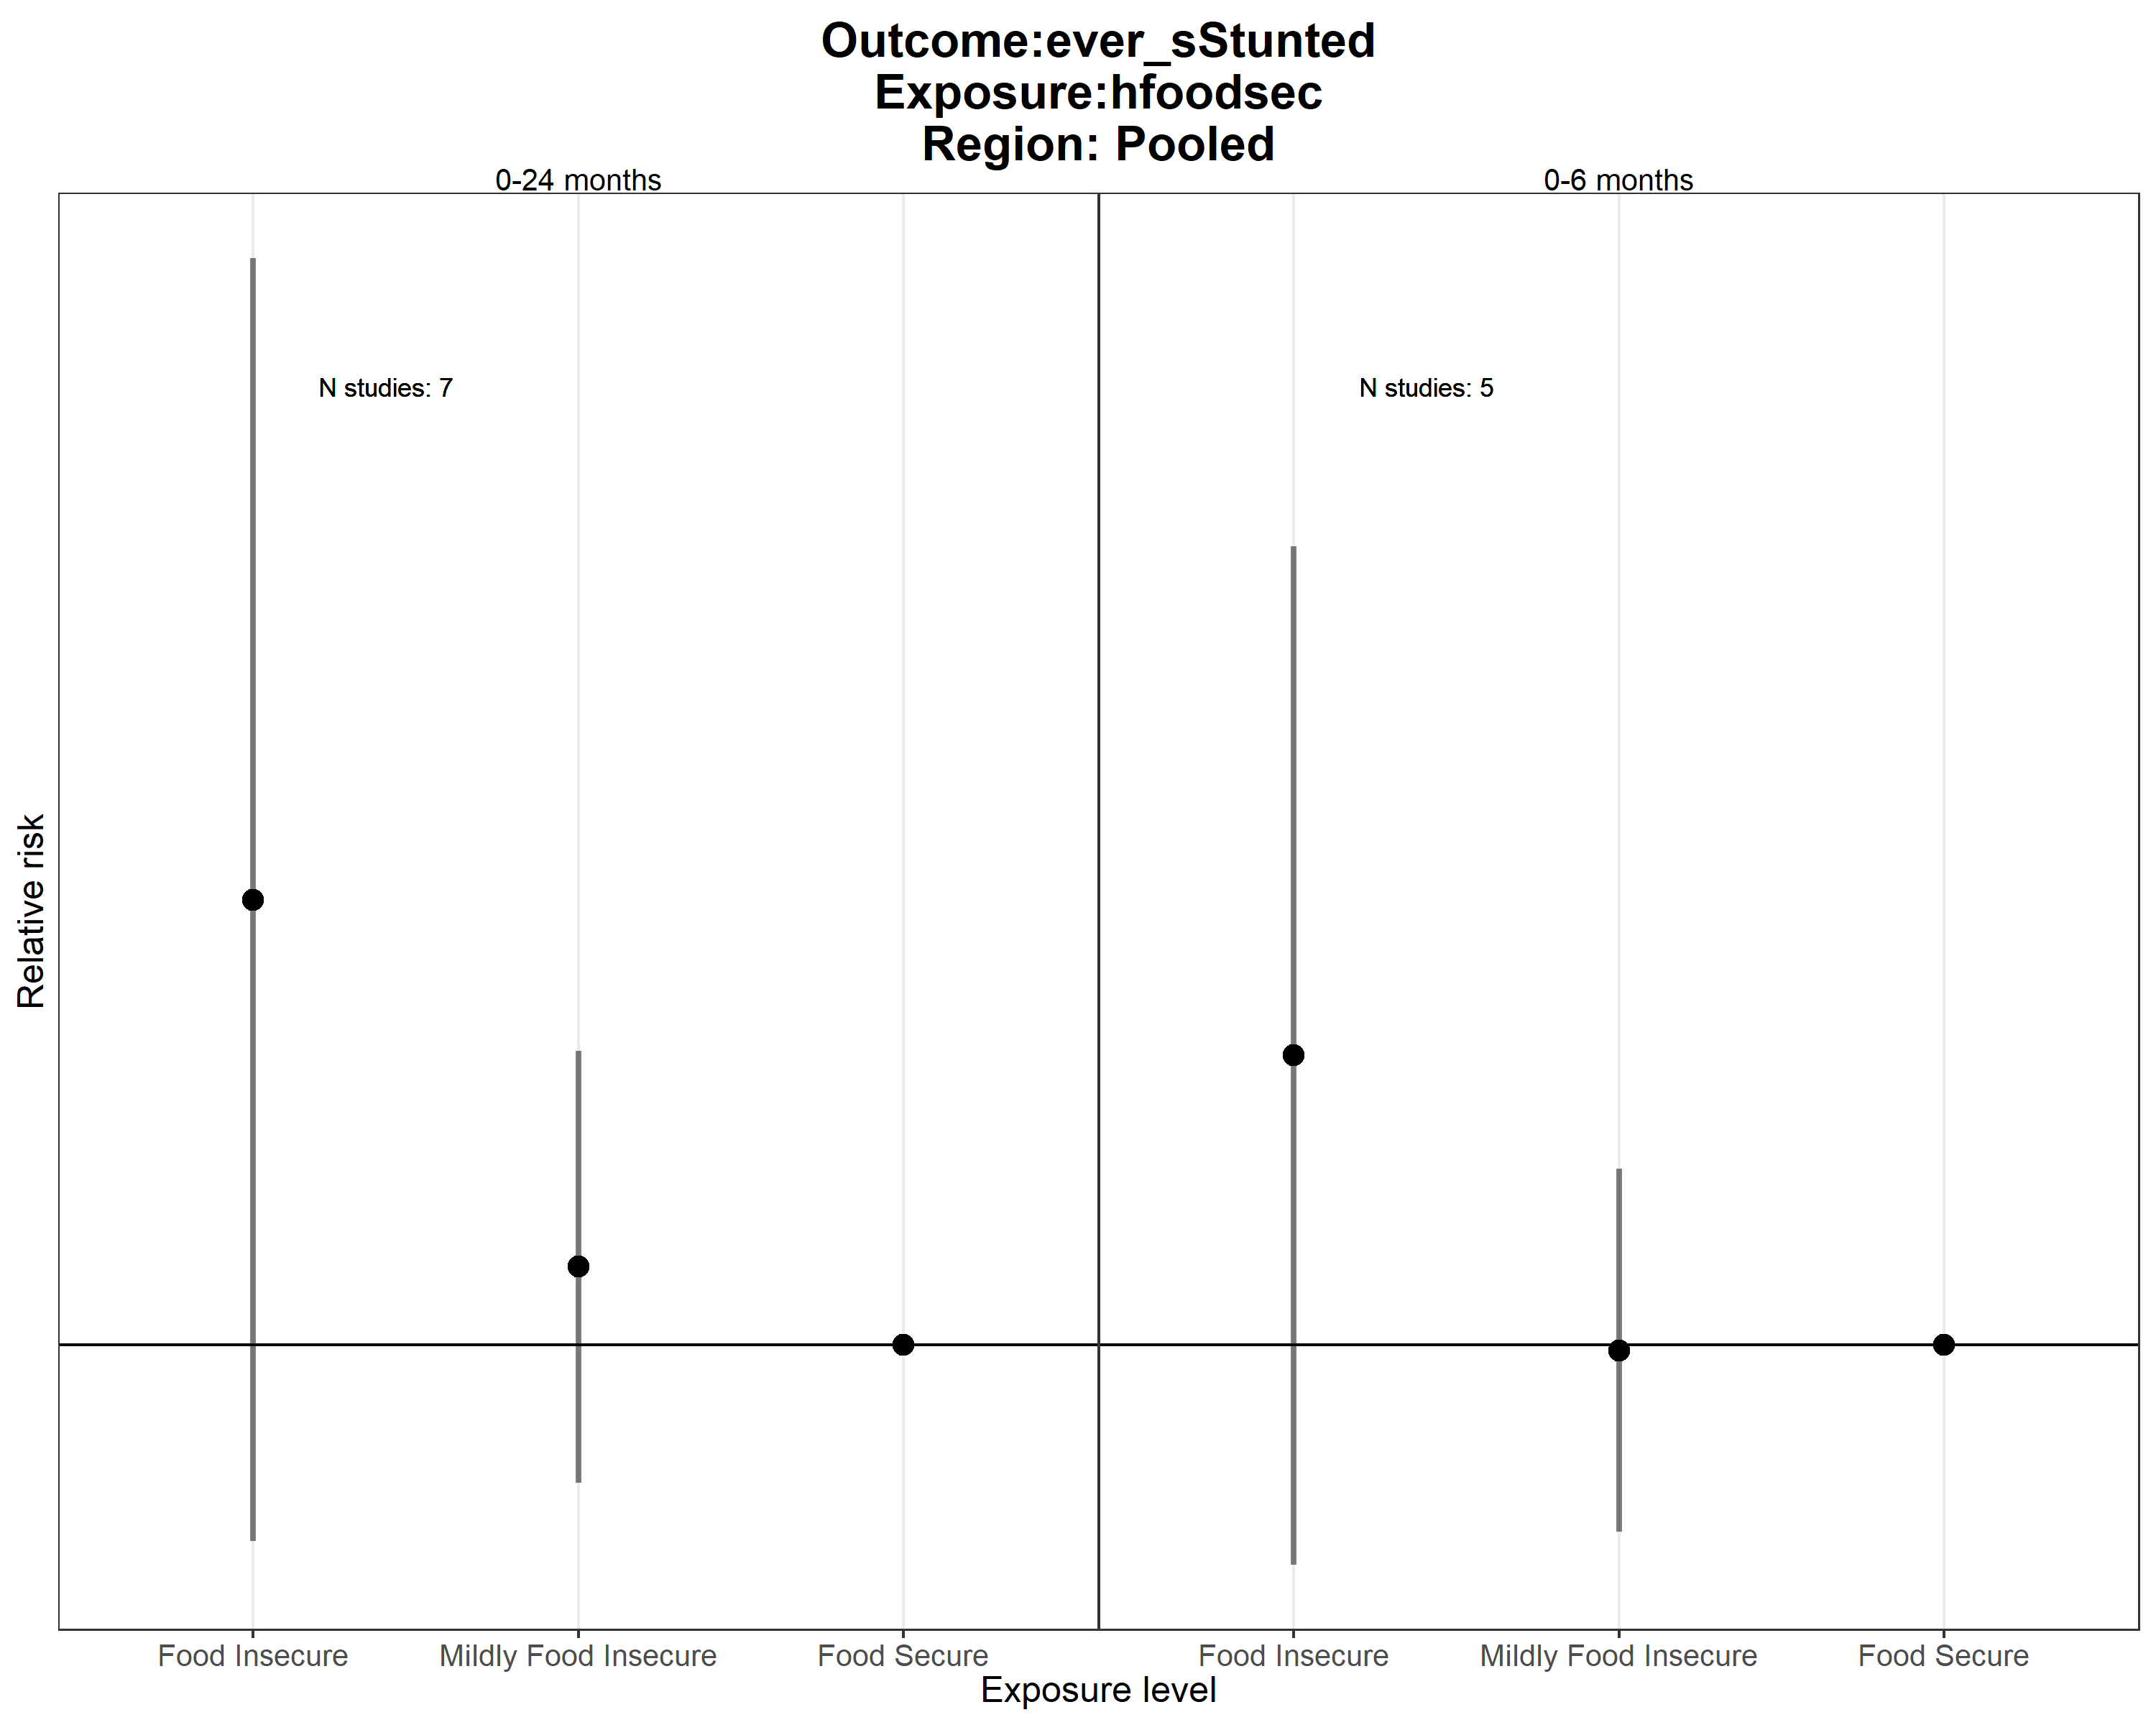 Outcome:ever_sStunted
Exposure:hfoodsec
Region: Pooled
0-24 months
0-6 months
N studies: 7
N studies: 5
Relative risk
Food Insecure
Mildly Food Insecure
Food Secure
Food Insecure
Mildly Food Insecure
Food Secure
Exposure level